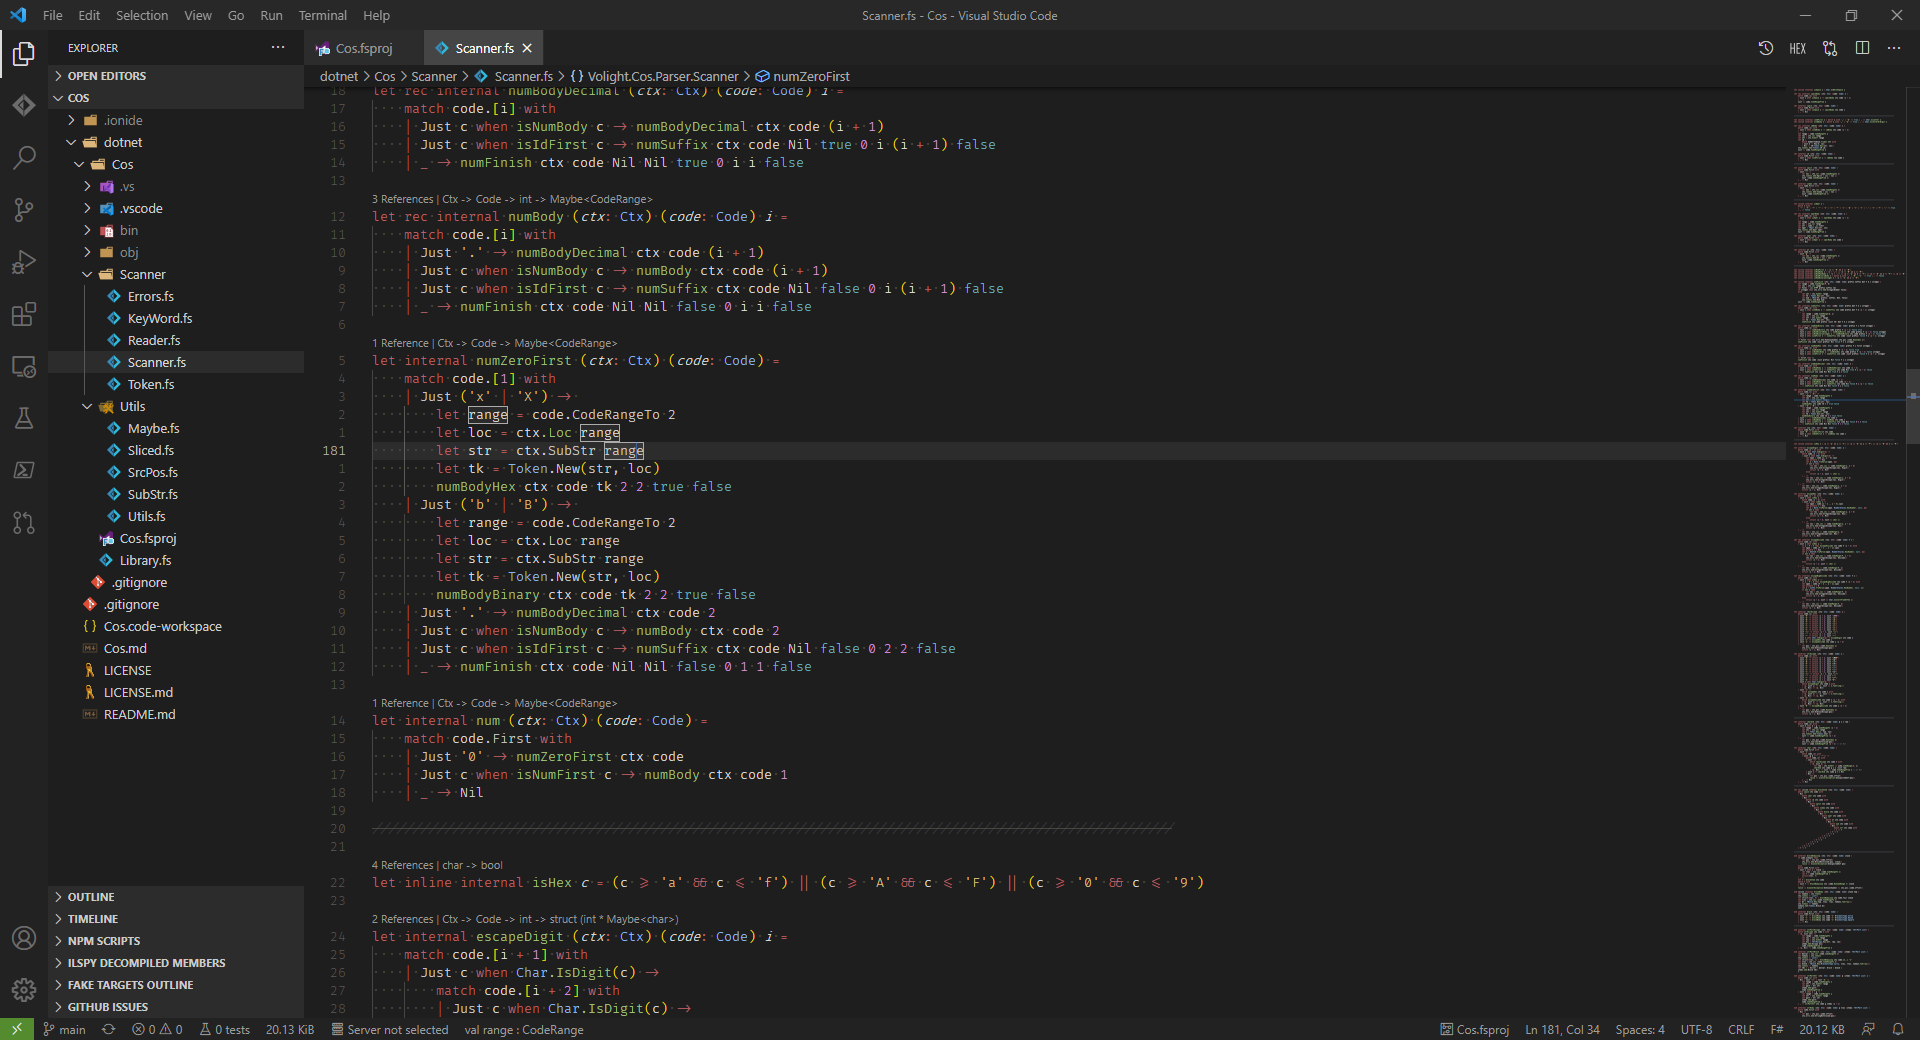 File Edit Selection View Go Run Terminal Help
Scanner.fs - Cos - Visual Studio Code
EXPLORER
OPEN EDITORS
COS
.ionide
dotnet
Cos
.vs
.vscode
bin
obj
Scanner
Errors.fs
KeyWord.fs
Reader.fs
Scanner.fs
Token.fs
Utils
Maybe.fs
Sliced.fs
SrcPos.fs
SubStr.fs
Utils.fs
Cos.fsproj
Library.fs
.gitignore
.gitignore
Cos.code-workspace
Cos.md
LICENSE
LICENSE.md
README.md
OUTLINE
TIMELINE
NPM SCRIPTS
ILSPY DECOMPILED MEMBERS
FAKE TARGETS OUTLINE
GITHUB ISSUES
Cos.fsproj Scanner.fs
HEX
dotnet > Cos > Scanner > Scanner.fs > {} Volight.Cos.Parser.Scanner > numZeroFirst
18 let rec internal numBodyDecimal (ctx: Ctx) (code: Code) i =
17 match code.[i] with
16 | Just c when isNumBody c -> numBodyDecimal ctx code (i + 1)
15 | Just c when isIdFirst c -> numSuffix ctx code Nil true 0 i (i + 1) false
14 | _ -> numFinish ctx code Nil Nil true 0 i i false
13
3 References | Ctx -> Code -> int -> Maybe<CodeRange>
12 let rec internal numBody (ctx: Ctx) (code: Code) i =
11 match code.[i] with
10 | Just '.' -> numBodyDecimal ctx code (i + 1)
9 | Just c when isNumBody c -> numBody ctx code (i + 1)
8 | Just c when isIdFirst c -> numSuffix ctx code Nil false 0 i (i + 1) false
7 | _ -> numFinish ctx code Nil Nil false 0 i i false
6
1 Reference | Ctx -> Code -> Maybe<CodeRange>
5 let internal numZeroFirst (ctx: Ctx) (code: Code) =
4 match code.[1] with
3 | Just ('x' | 'X') ->
2 let range = code.CodeRangeTo 2
1 let loc = ctx.Loc range
181 let str = ctx.SubStr range
1 let tk = Token.New(str, loc)
2 numBodyHex ctx code tk 2 2 true false
3 | Just ('b' | 'B') ->
4 let range = code.CodeRangeTo 2
5 let loc = ctx.Loc range
6 let str = ctx.SubStr range
7 let tk = Token.New(str, loc)
8 numBodyBinary ctx code tk 2 2 true false
9 | Just '.' -> numBodyDecimal ctx code 2
10 | Just c when isNumBody c -> numBody ctx code 2
11 | Just c when isIdFirst c -> numSuffix ctx code Nil false 0 2 2 false
12 | _ -> numFinish ctx code Nil Nil false 0 1 1 false
13
1 Reference | Ctx -> Code -> Maybe<CodeRange>
14 let internal num (ctx: Ctx) (code: Code) =
15 match code.First with
16 | Just '0' -> numZeroFirst ctx code
17 | Just c when isNumFirst c -> numBody ctx code 1
18 | _ -> Nil
19
20
21
4 References | char -> bool
22 let inline internal isHex c = (c >= 'a' && c <= 'f') || (c >= 'A' && c <= 'F') || (c >= '0' && c <= '9')
23
2 References | Ctx -> Code -> int -> struct (int * Maybe<char>)
24 let internal escapeDigit (ctx: Ctx) (code: Code) i =
25 match code.[i + 1] with
26 | Just c when Char.IsDigit(c) ->
27 match code.[i + 2] with
28 | Just c when Char.IsDigit(c) ->
main 0 0 0 tests 20.13 KiB Server not selected val range : CodeRange
Cos.fsproj Ln 181, Col 34 Spaces: 4 UTF-8 CRLF F# 20.12 KB